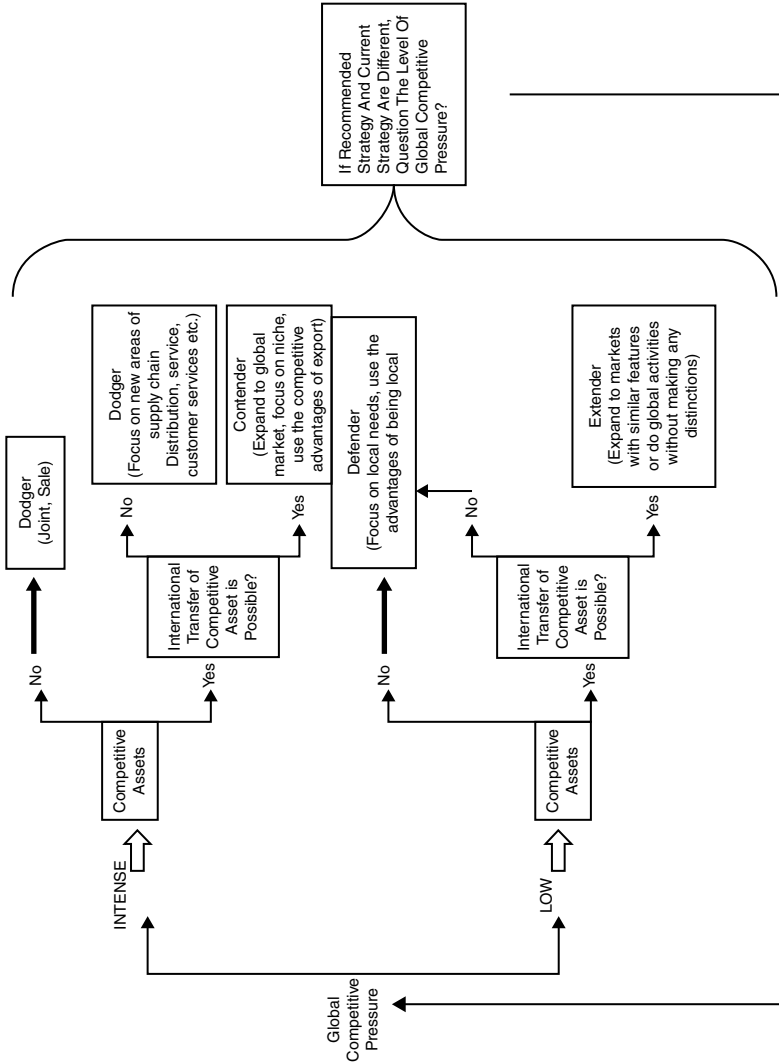 Global
Competitive
Pressure
INTENSE
LOW
Competitive
Assets
No
Yes
Dodger
(Joint, Sale)
International
Transfer of
Competitive
Asset is
Possible?
No
Yes
Dodger
(Focus on new areas of
supply chain
Distribution, service,
customer services etc.)
Contender
(Expand to global
market, focus on niche,
use the competitive
advantages of export)
Competitive
Assets
No
Yes
Defender
(Focus on local needs, use the
advantages of being local
International
Transfer of
Competitive
Asset is
Possible?
No
Yes
Extender
(Expand to markets
with similar features
or do global activities
without making any
distinctions)
If Recommended
Strategy And Current
Strategy Are Different,
Question The Level Of
Global Competitive
Pressure?